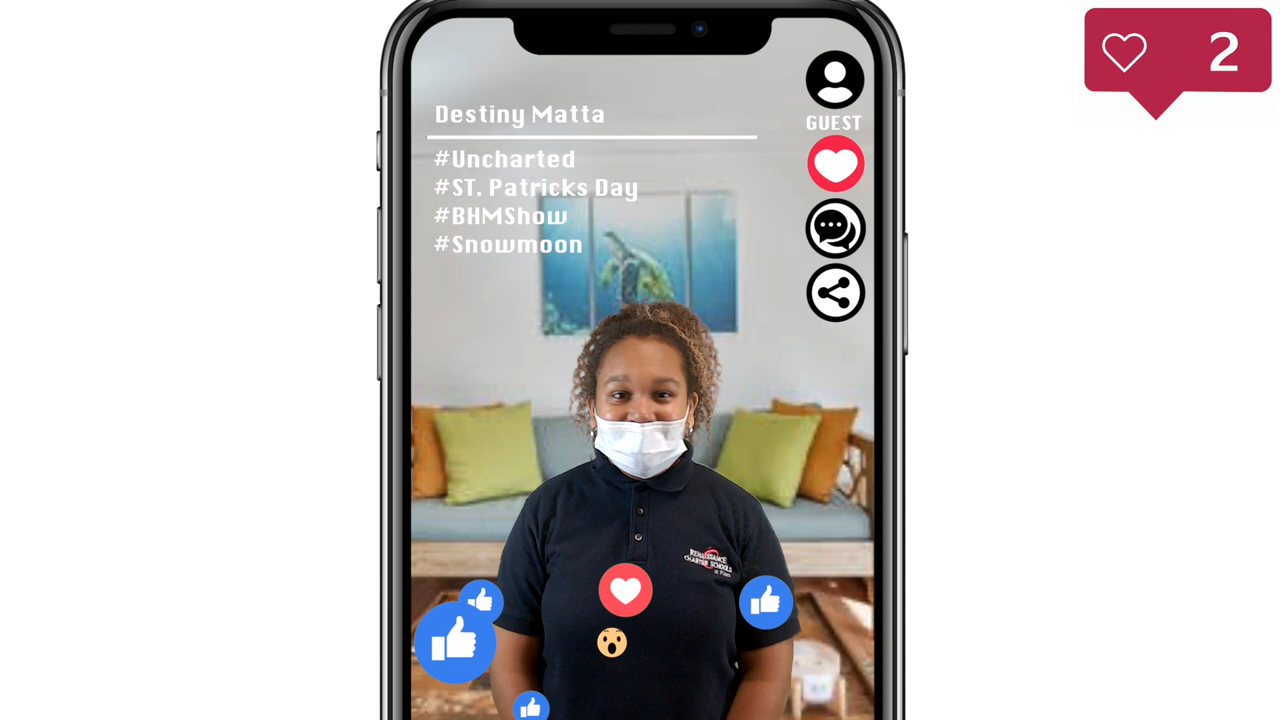 2
Destiny Matta
GUEST
#Uncharted
#ST. Patricks Day
#BHMShow
#Snowmoon
RENAISSANCE
CHARTER SCHOOLS